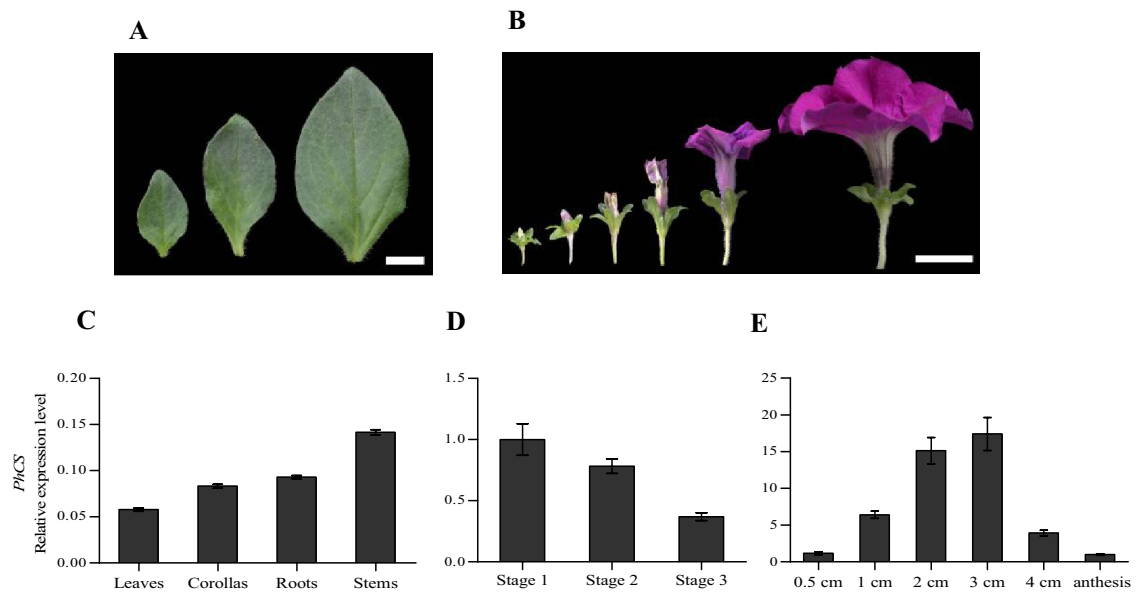 A
B
C
D
E
PhCS
Relative expression level
0.20
0.15
0.10
0.05
0.00
Leaves Corollas Roots Stems
1.5
1.0
0.5
0.0
Stage 1 Stage 2 Stage 3
25
20
15
10
5
0
0.5 cm 1 cm 2 cm 3 cm 4 cm anthesis